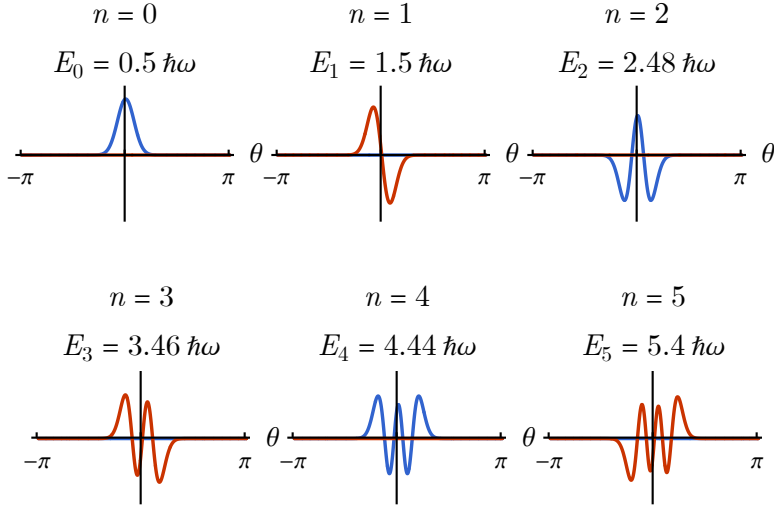 n = 0
n = 1
n = 2
E₀ = 0.5 ℏω
E₁ = 1.5 ℏω
E₂ = 2.48 ℏω
θ
θ
−π
π
−π
π
−π
π
n = 3
n = 4
n = 5
E₃ = 3.46 ℏω
E₄ = 4.44 ℏω
E₅ = 5.4 ℏω
θ
θ
−π
π
−π
π
−π
π